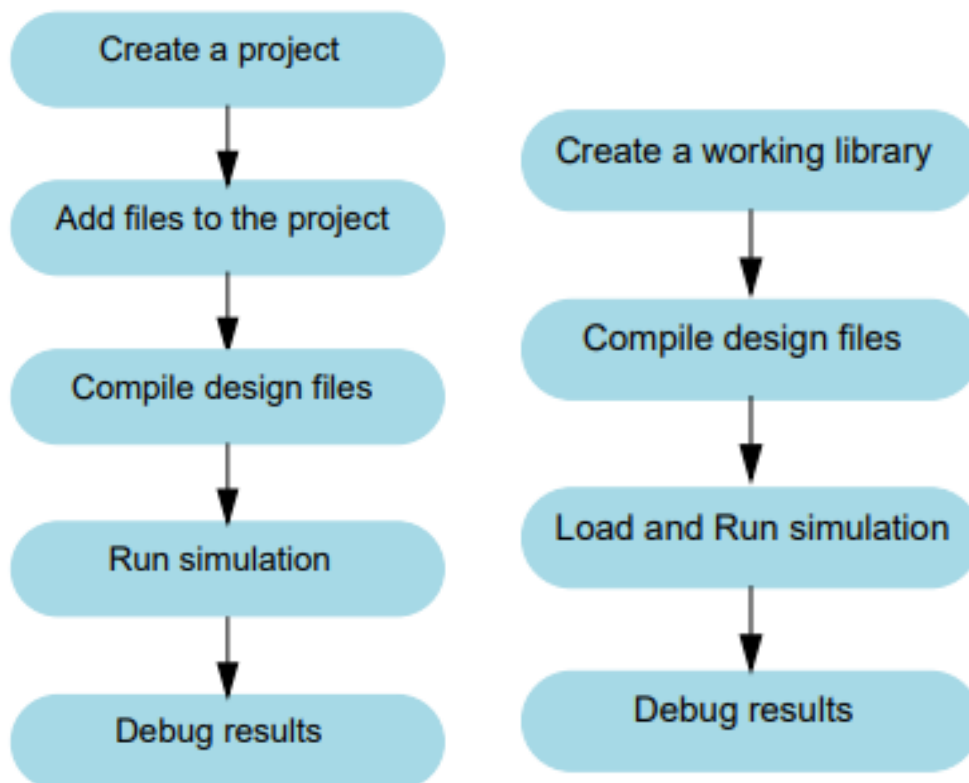 Create a project
Add files to the project
Compile design files
Run simulation
Debug results
Create a working library
Compile design files
Load and Run simulation
Debug results